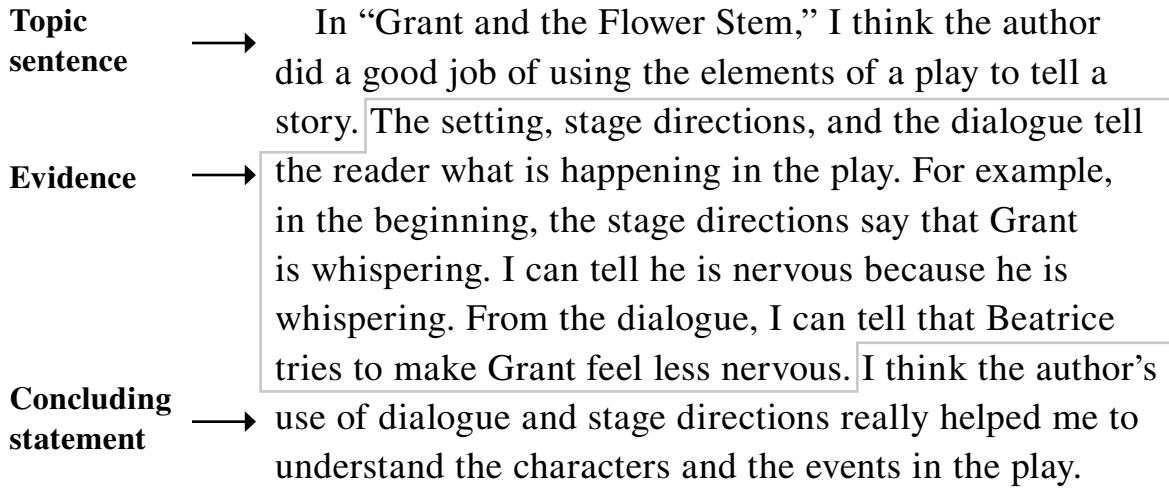 Topic
sentence
In “Grant and the Flower Stem,” I think the author
did a good job of using the elements of a play to tell a
story. The setting, stage directions, and the dialogue tell
Evidence
the reader what is happening in the play. For example,
in the beginning, the stage directions say that Grant
is whispering. I can tell he is nervous because he is
whispering. From the dialogue, I can tell that Beatrice
tries to make Grant feel less nervous. I think the author’s
Concluding
statement
use of dialogue and stage directions really helped me to
understand the characters and the events in the play.